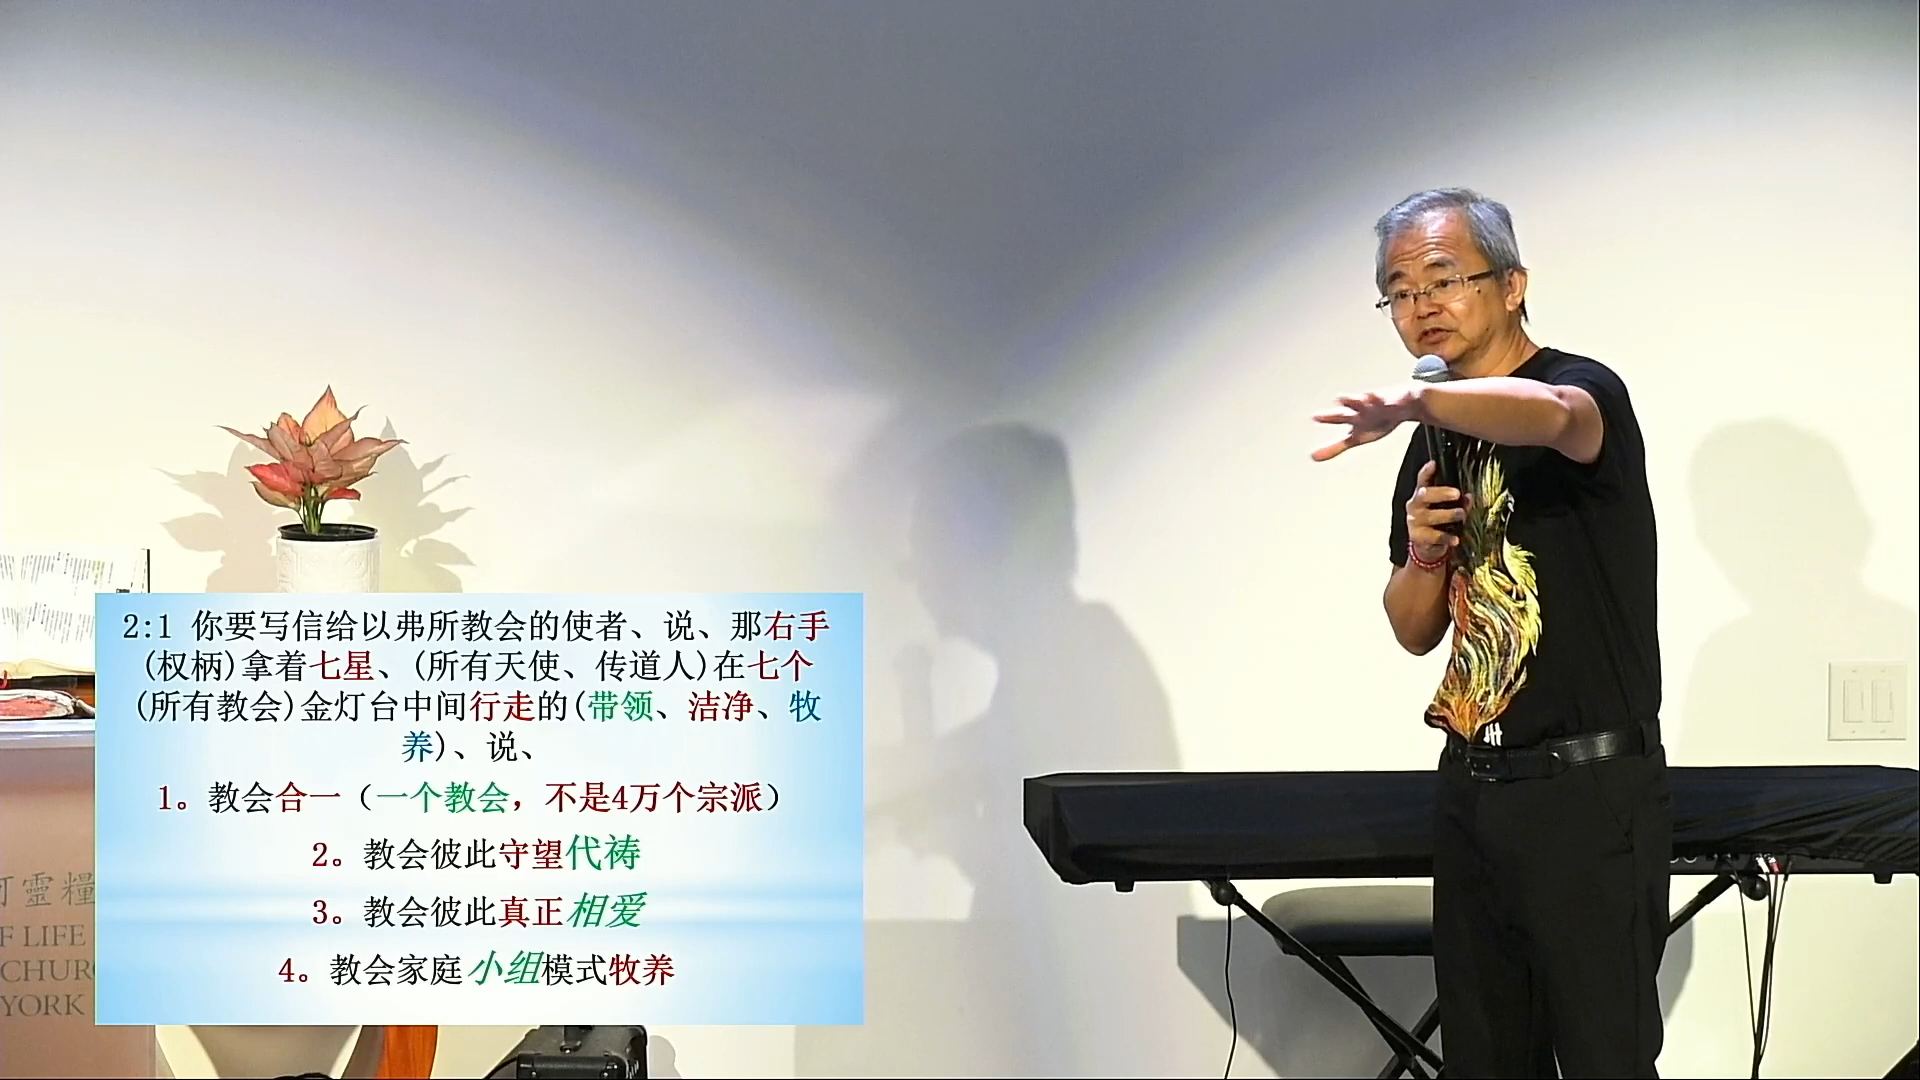 2:1 你要写信给以弗所教会的使者、说、那右手
(权柄)拿着七星、(所有天使、传道人)在七个
(所有教会)金灯台中间行走的(带领、洁净、牧
养)、说、
1。教会合一（一个教会，不是4万个宗派）
2。教会彼此守望代祷
3。教会彼此真正相爱
4。教会家庭小组模式牧养
靈糧
F LIFE
CHUR
YORK